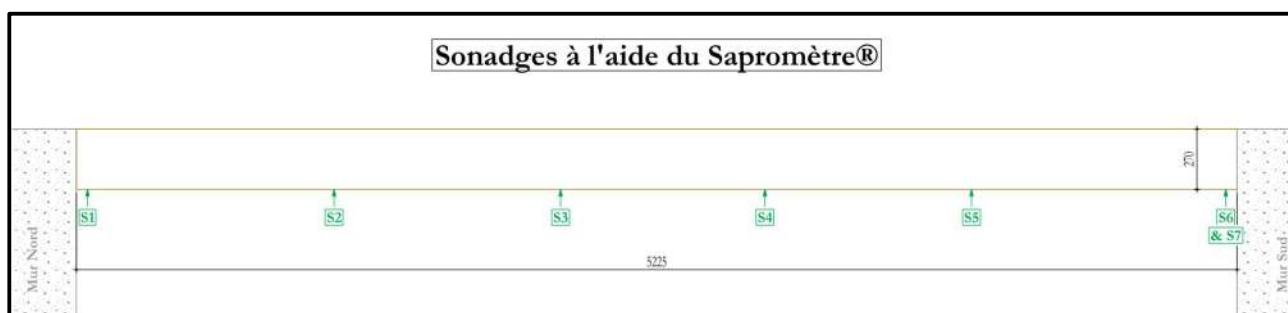 Sonadges à l'aide du Sapromètre®
270
S1
S2
S3
S4
S5
S6
& S7
Mur Nord
5225
Mur Sud